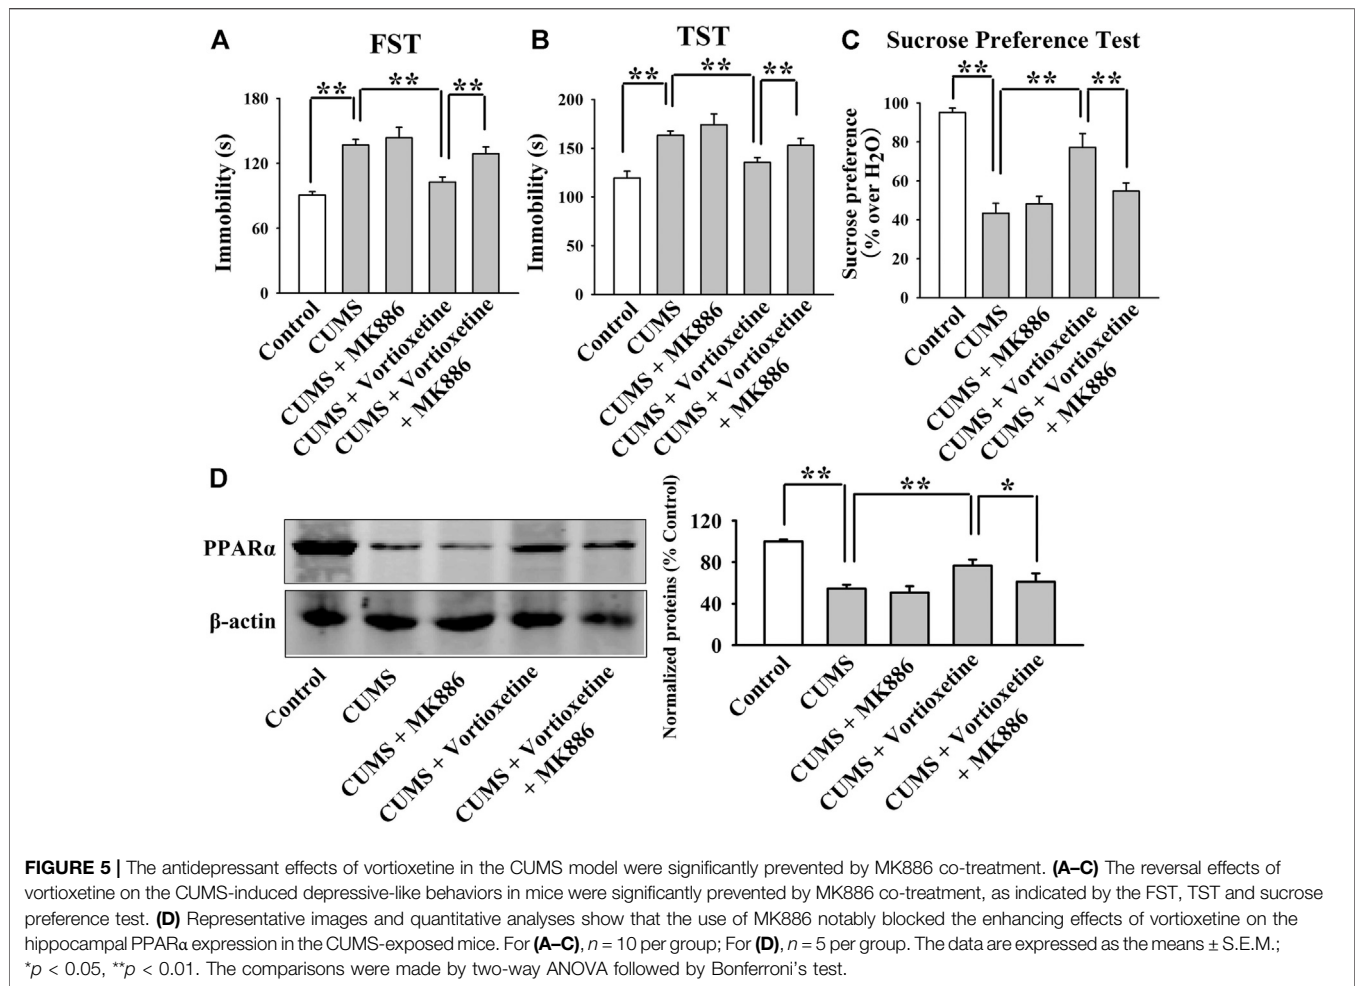 A
FST
**
**
**
180
120
60
0
Immobility (s)
Control
CUMS
CUMS + MK886
CUMS + Vortioxetine
CUMS + Vortioxetine
+ MK886
B
TST
**
**
**
200
150
100
50
0
Immobility (s)
Control
CUMS
CUMS + MK886
CUMS + Vortioxetine
CUMS + Vortioxetine
+ MK886
C
Sucrose Preference Test
**
**
**
100
80
60
40
20
0
Sucrose preference
(% over H₂O)
Control
CUMS
CUMS + MK886
CUMS + Vortioxetine
CUMS + Vortioxetine
+ MK886
D
PPARα
β-actin
Control
CUMS
CUMS + MK886
CUMS + Vortioxetine
CUMS + Vortioxetine
+ MK886
**
**
*
120
80
40
0
Normalized proteins (% Control)
Control
CUMS
CUMS + MK886
CUMS + Vortioxetine
CUMS + Vortioxetine
+ MK886
FIGURE 5 | The antidepressant effects of vortioxetine in the CUMS model were significantly prevented by MK886 co-treatment. (A–C) The reversal effects of
vortioxetine on the CUMS-induced depressive-like behaviors in mice were significantly prevented by MK886 co-treatment, as indicated by the FST, TST and sucrose
preference test. (D) Representative images and quantitative analyses show that the use of MK886 notably blocked the enhancing effects of vortioxetine on the
hippocampal PPARα expression in the CUMS-exposed mice. For (A–C), n = 10 per group; For (D), n = 5 per group. The data are expressed as the means ± S.E.M.;
*p < 0.05, **p < 0.01. The comparisons were made by two-way ANOVA followed by Bonferroni's test.